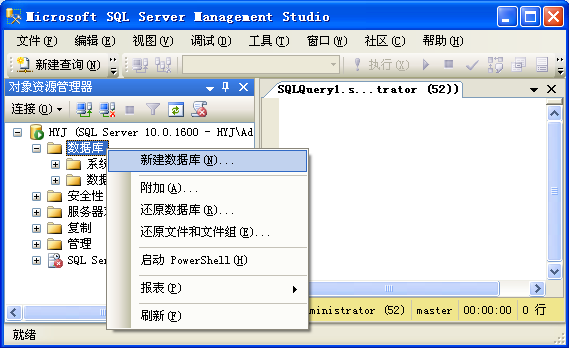 Microsoft SQL Server Management Studio
文件(F) 编辑(E) 视图(V) 调试(D) 工具(T) 窗口(W) 社区(C) 帮助(H)
新建查询(N) 执行(X)
对象资源管理器
SQLQuery1.s...trator (52))
连接(O)
HYJ (SQL Server 10.0.1600 - HYJ\Ad
数据库
新建数据库(N)...
系统
数据
附加(A)...
安全性
还原数据库(R)...
服务器
还原文件和文件组(E)...
复制
管理
启动 PowerShell(H)
SQL Ser
报表(P)
刷新(F)
ministrator (52) master 00:00:00 0 行
就绪